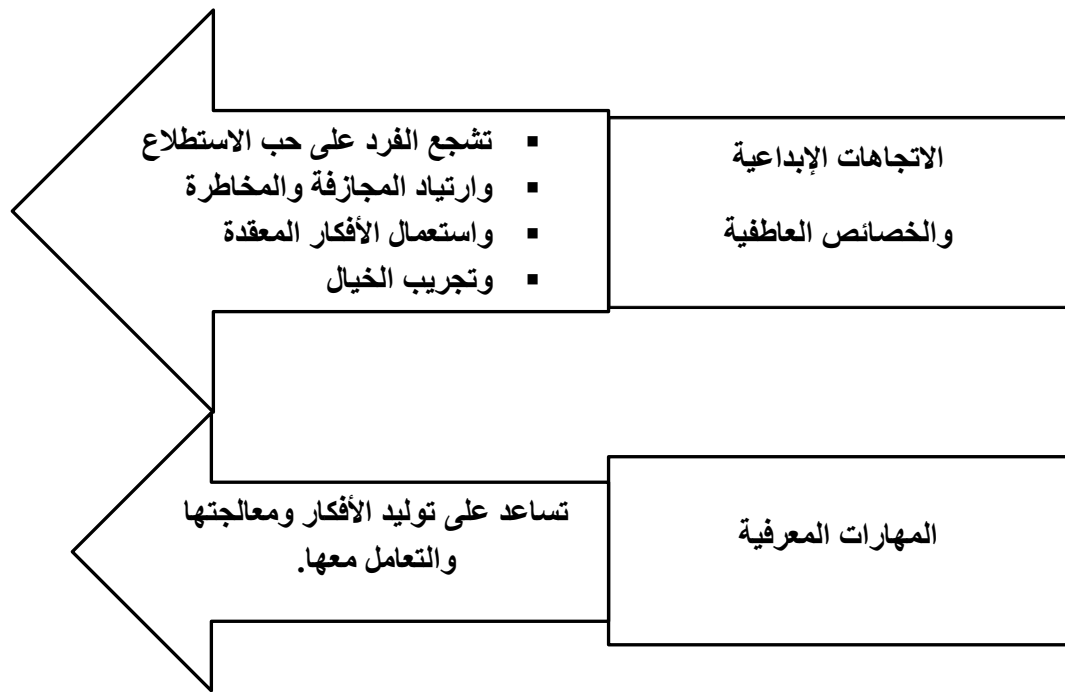 الاتجاهات الإبداعية
والخصائص العاطفية
▪ تشجع الفرد على حب الاستطلاع
▪ وارتياد المجازفة والمخاطرة
▪ واستعمال الأفكار المعقدة
▪ وتجريب الخيال
المهارات المعرفية
تساعد على توليد الأفكار ومعالجتها
والتعامل معها.